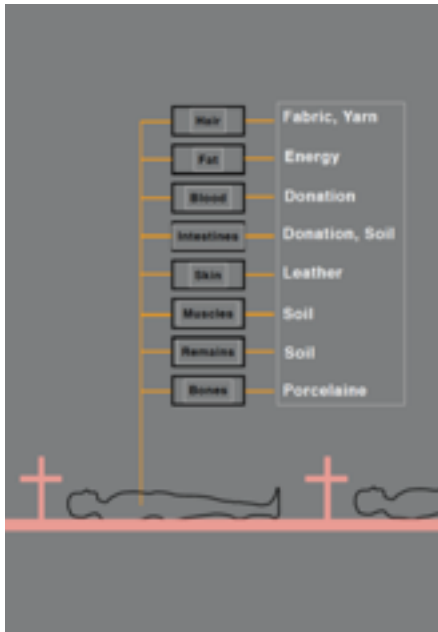 Hair Fabric, Yarn
Fat Energy
Blood Donation
Intestines Donation, Soil
Skin Leather
Muscles Soil
Remains Soil
Bones Porcelaine